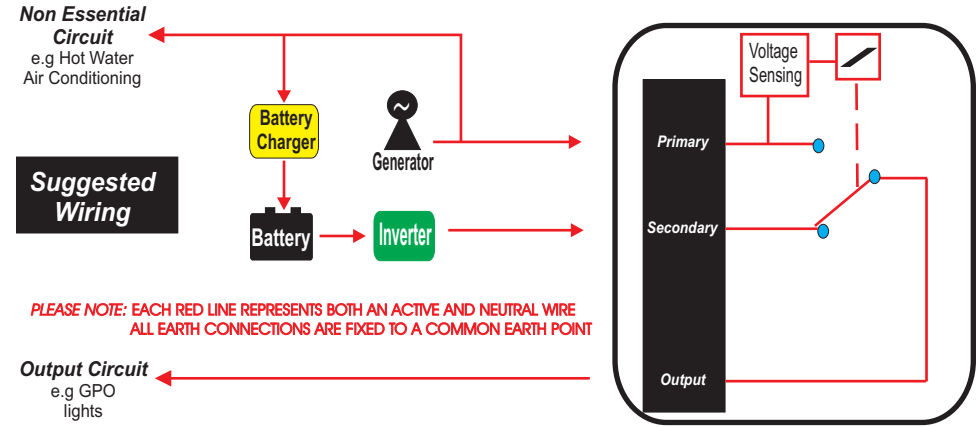 Non Essential
Circuit
e.g Hot Water
Air Conditioning
Suggested
Wiring
Battery
Charger
~
Generator
Battery
Inverter
Voltage
Sensing
Primary
Secondary
Output
PLEASE NOTE: EACH RED LINE REPRESENTS BOTH AN ACTIVE AND NEUTRAL WIRE
ALL EARTH CONNECTIONS ARE FIXED TO A COMMON EARTH POINT
Output Circuit
e.g GPO
lights